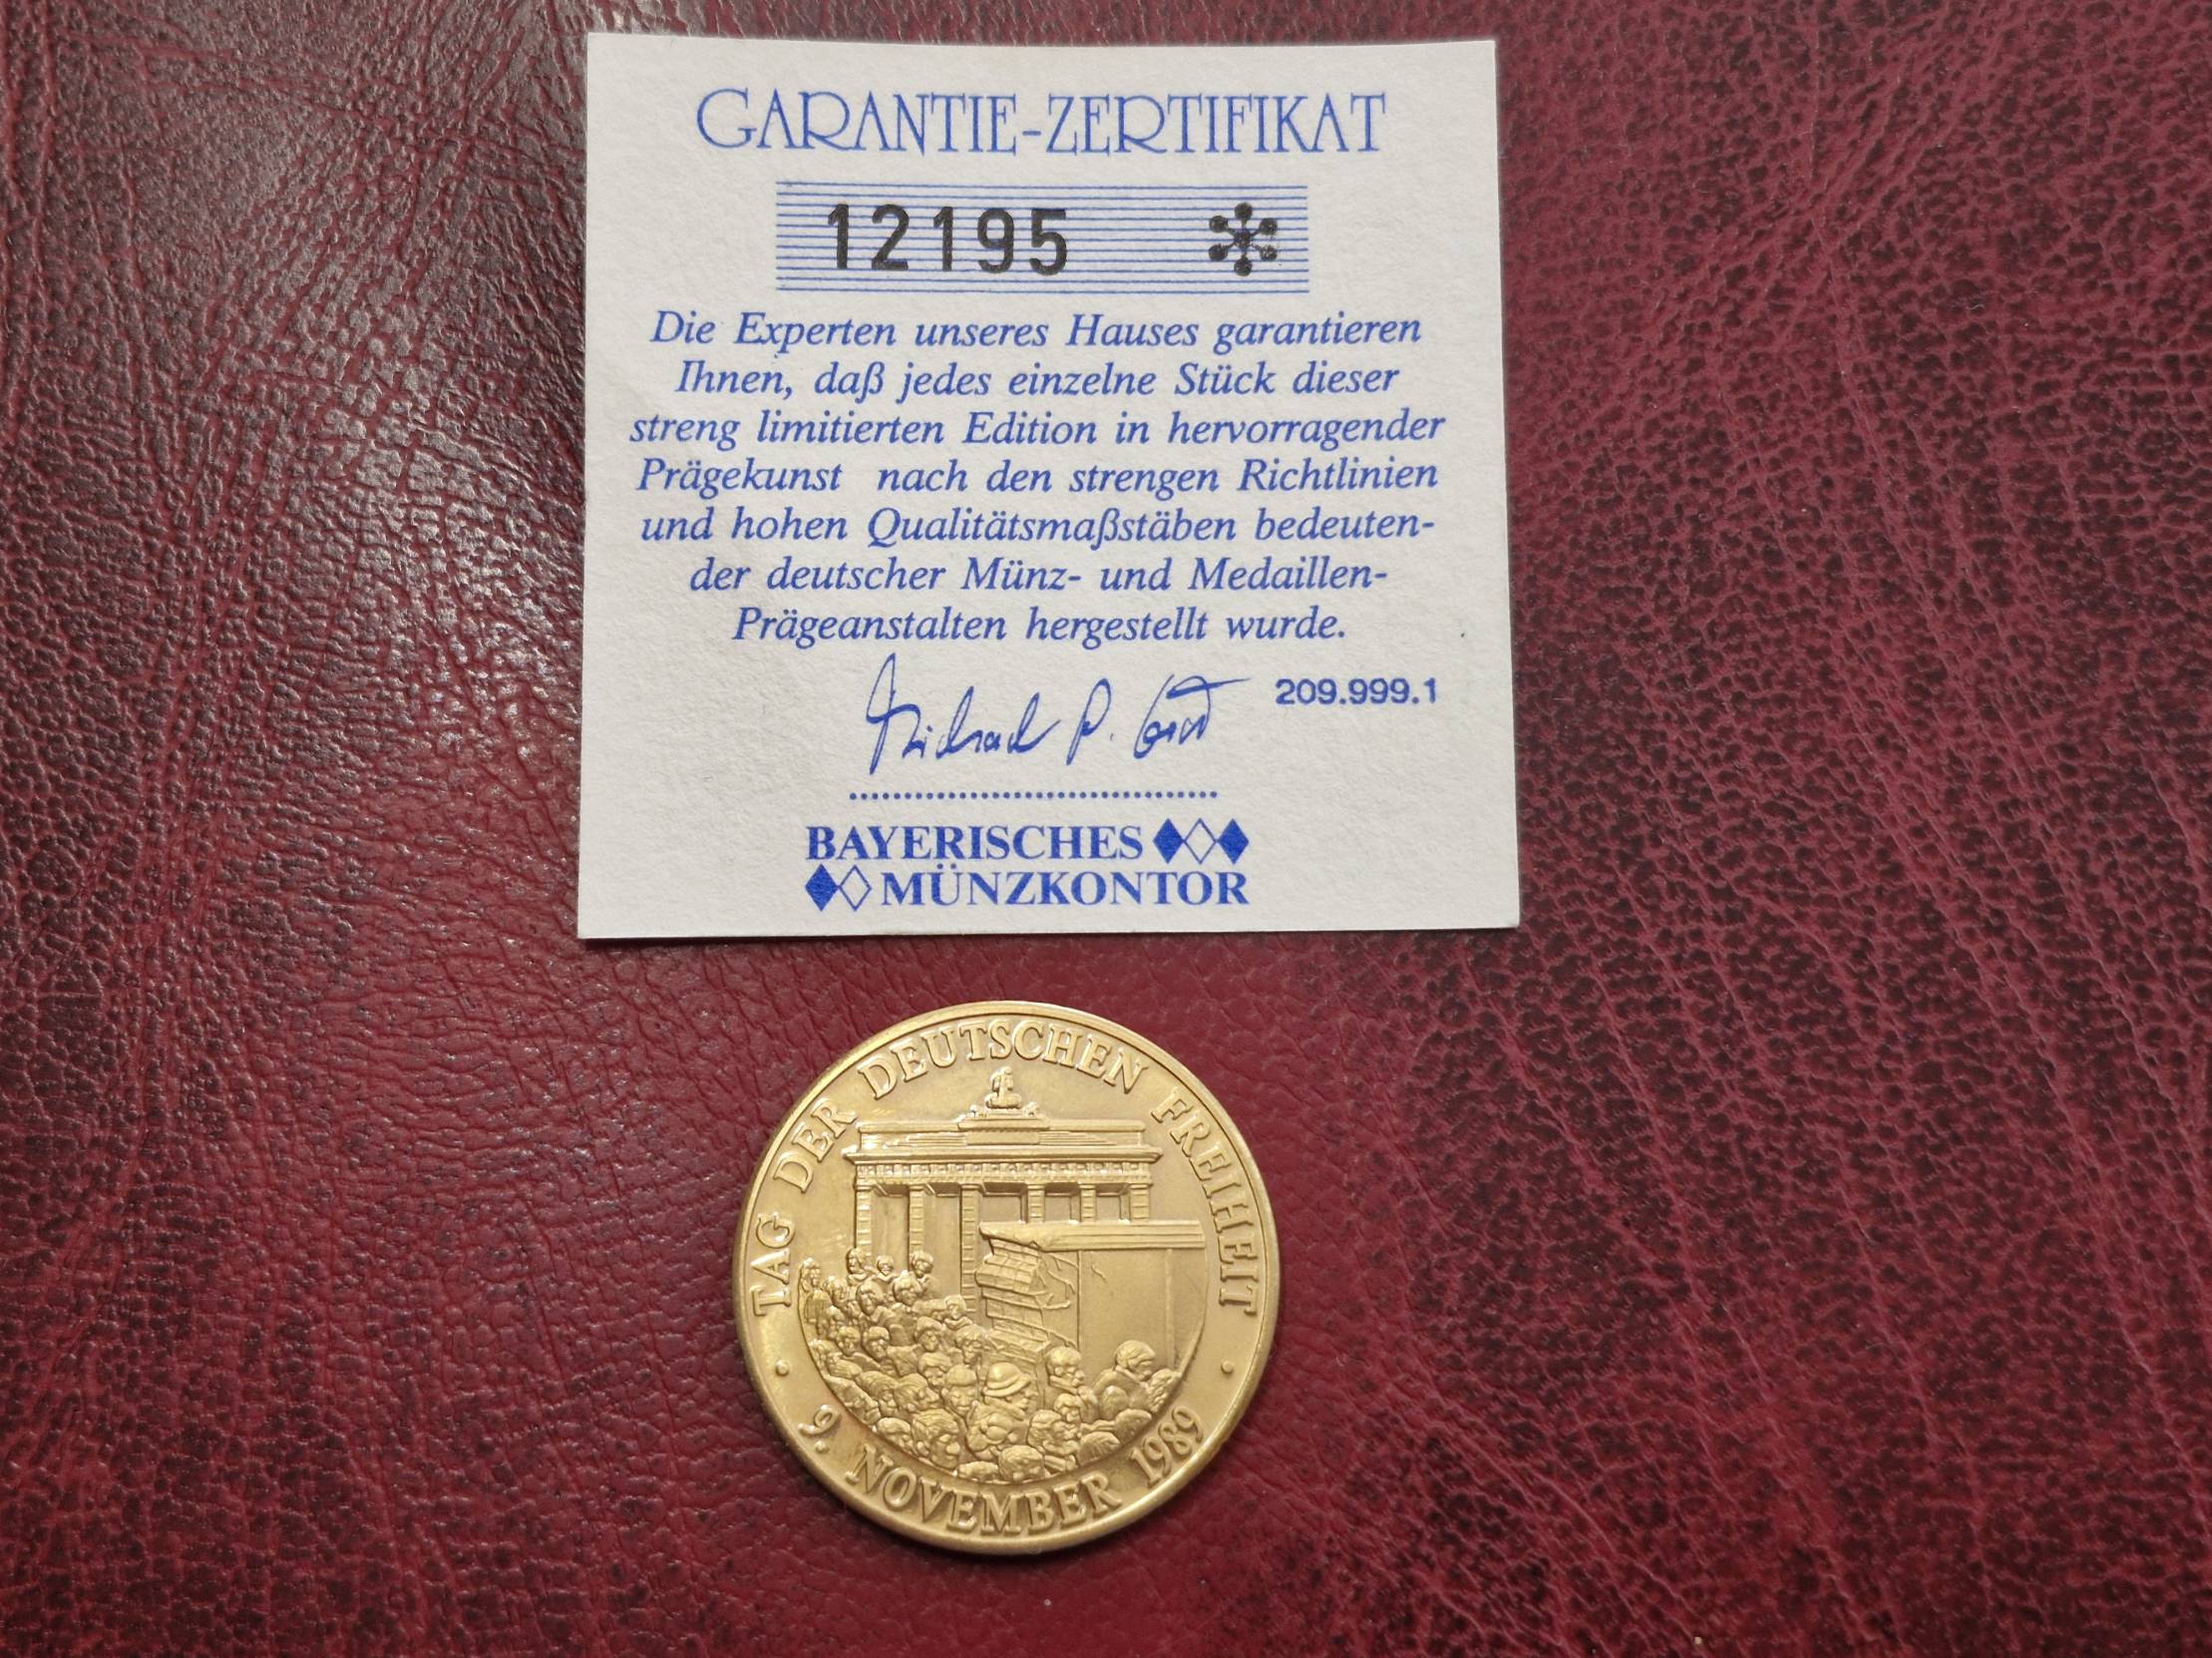 GARANTIE-ZERTIFIKAT
12195
Die Experten unseres Hauses garantieren
Ihnen, daß jedes einzelne Stück dieser
streng limitierten Edition in hervorragender
Prägekunst nach den strengen Richtlinien
und hohen Qualitätsmaßstäben bedeuten-
der deutscher Münz- und Medaillen-
Prägeanstalten hergestellt wurde.
Michael P.
209.999.1
BAYERISCHES
MÜNZKONTOR
TAG DER DEUTSCHEN FREIHEIT
9. NOVEMBER 1989